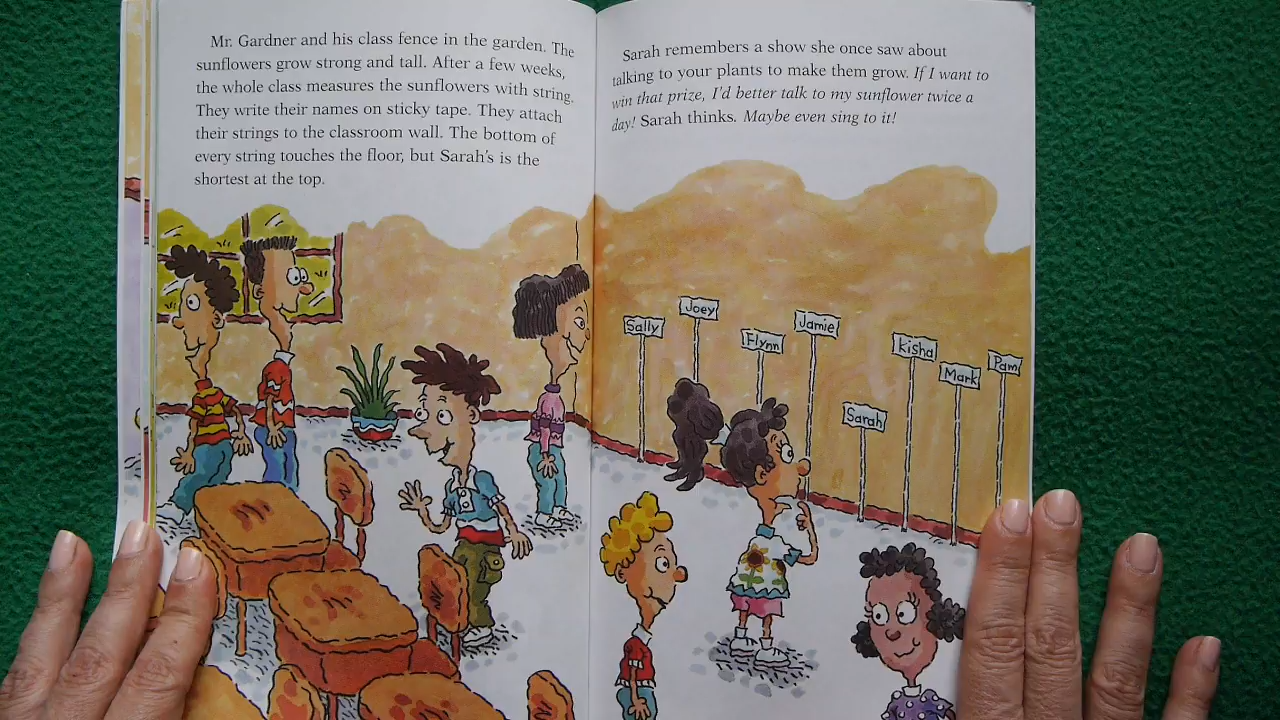 Mr. Gardner and his class fence in the garden. The
sunflowers grow strong and tall. After a few weeks,
the whole class measures the sunflowers with string.
They write their names on sticky tape. They attach
their strings to the classroom wall. The bottom of
every string touches the floor, but Sarah's is the
shortest at the top.
Sarah remembers a show she once saw about
talking to your plants to make them grow. If I want to
win that prize, I'd better talk to my sunflower twice a
day! Sarah thinks. Maybe even sing to it!
Sally
Joey
Flynn
Jamie
Sarah
Kisha
Mark
Pam